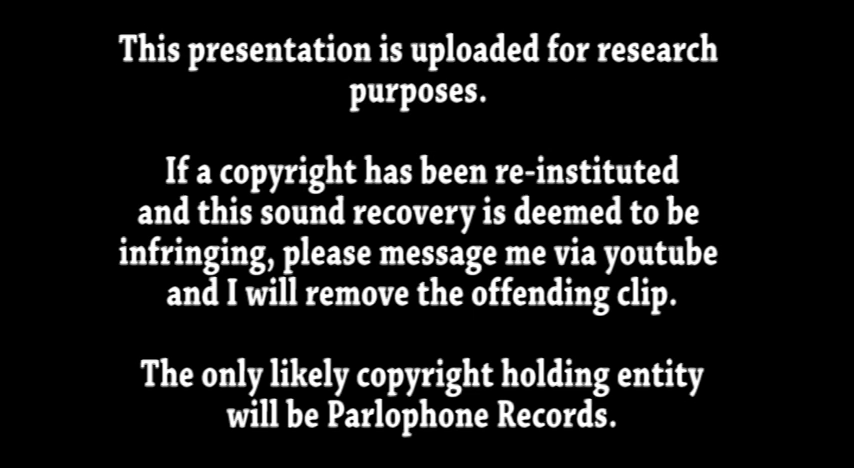 This presentation is uploaded for research
purposes.
If a copyright has been re-instituted
and this sound recovery is deemed to be
infringing, please message me via youtube
and I will remove the offending clip.
The only likely copyright holding entity
will be Parlophone Records.